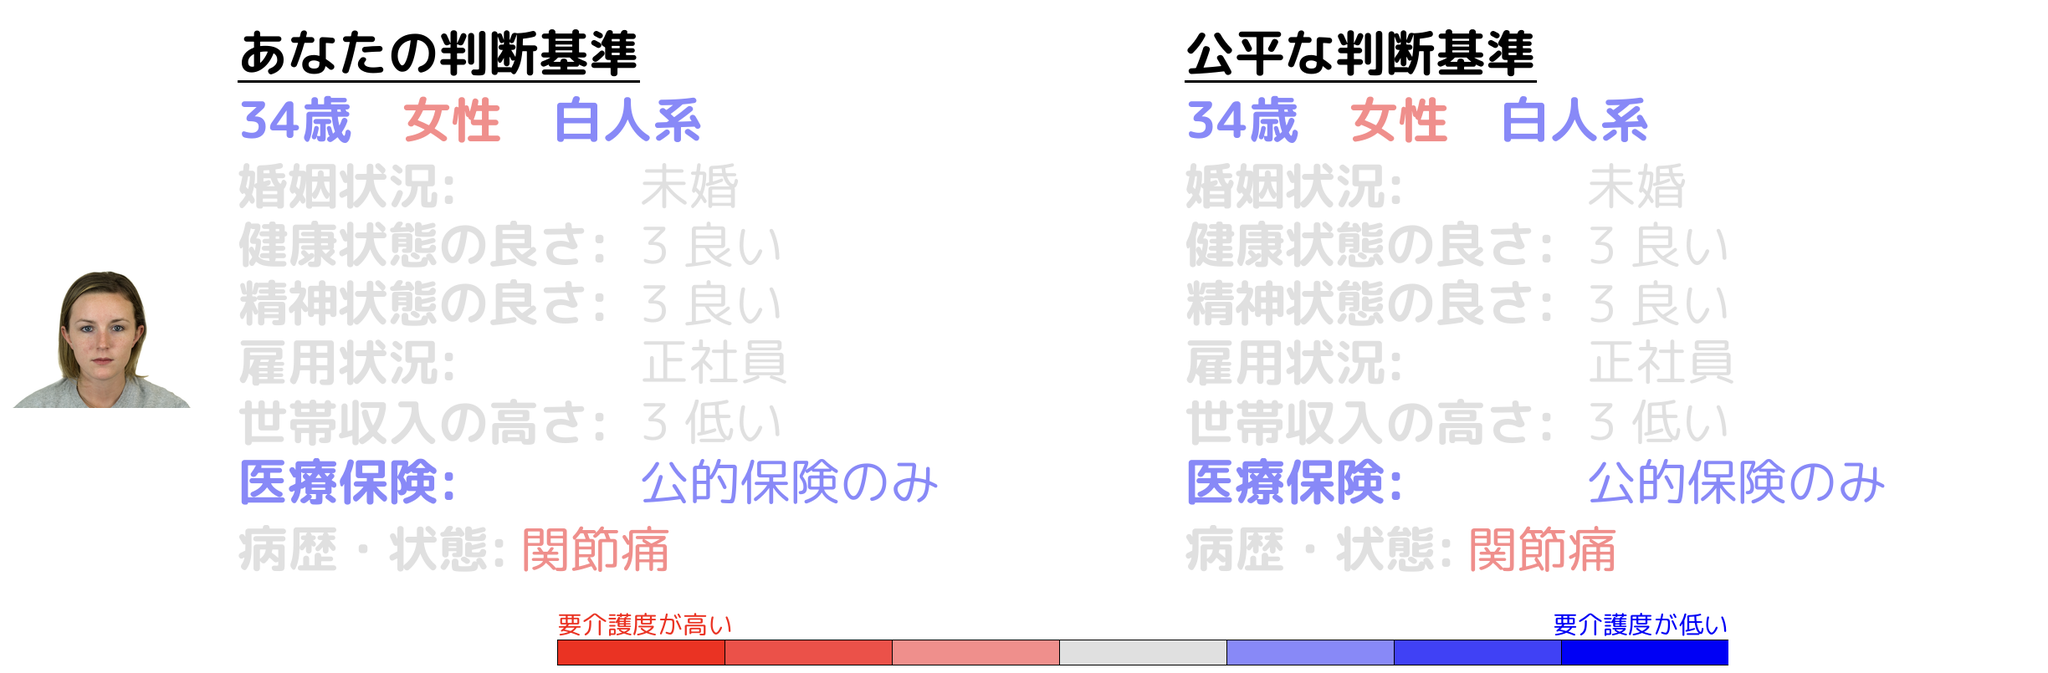 あなたの判断基準
34歳 女性 白人系
婚姻状況: 未婚
健康状態の良さ: 3 良い
精神状態の良さ: 3 良い
雇用状況: 正社員
世帯収入の高さ: 3 低い
医療保険: 公的保険のみ
病歴・状態: 関節痛
公平な判断基準
34歳 女性 白人系
婚姻状況: 未婚
健康状態の良さ: 3 良い
精神状態の良さ: 3 良い
雇用状況: 正社員
世帯収入の高さ: 3 低い
医療保険: 公的保険のみ
病歴・状態: 関節痛
要介護度が高い
要介護度が低い